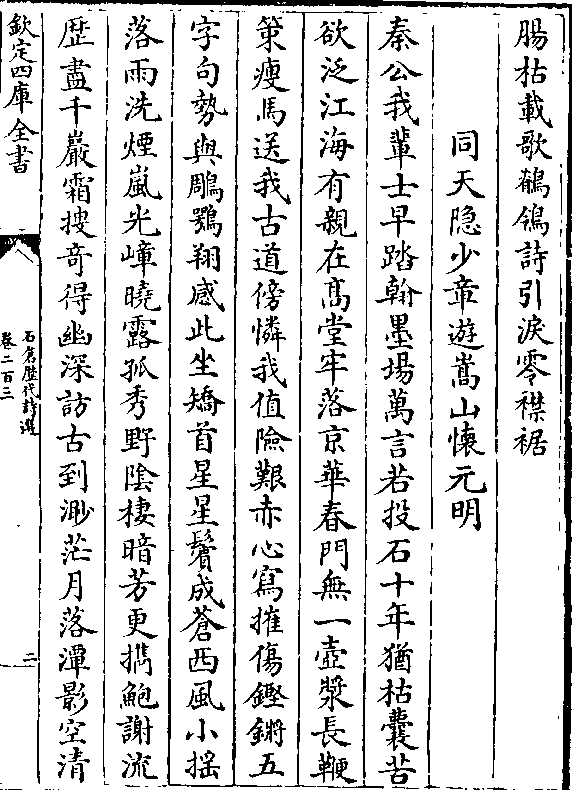 腸枯載歌鶺鴒詩引淚零襟裾
同天隐少章遊嵩山懐元明
秦公我輩士早踏翰墨場萬言若投石十年猶枯囊苦
欲泛江海有親在髙堂牢落京華春門無一壺漿長鞭
策瘦馬送我古道傍憐我值險艱赤心寫摧傷鏗鏘五
字句勢與鵰鶚翔感此坐矯首星星鬢成蒼西風小揺
落雨洗煙嵐光嶂曉露孤秀野陰棲暗芳更攜鮑謝流
歴盡千巖霜捜奇得幽深訪古到渺茫月落潭影空清
欽定四庫全書
石倉歴代詩選
卷二百三
二